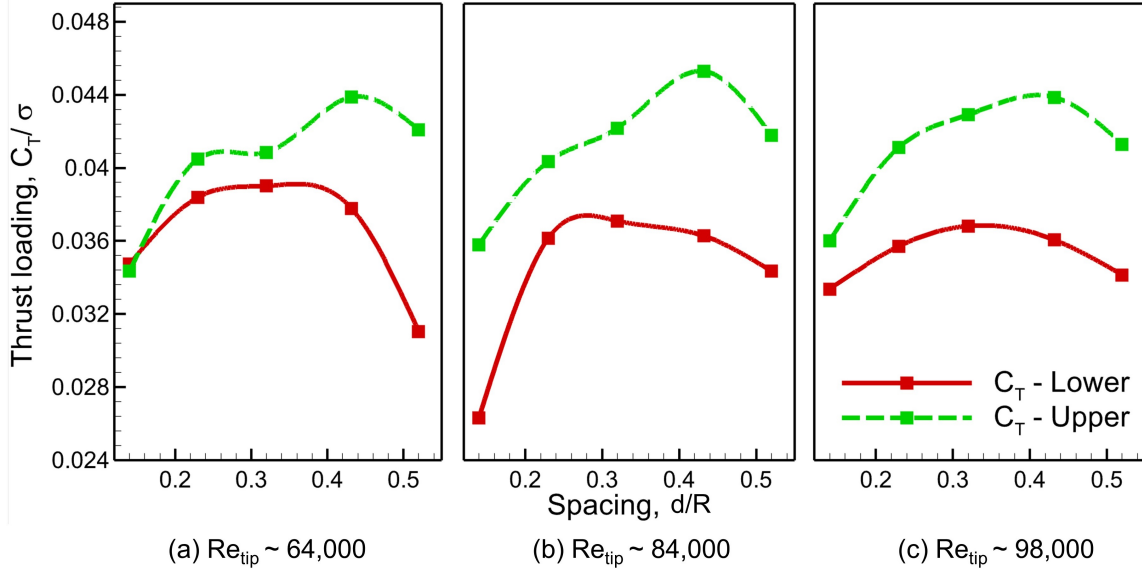 Thrust loading, C_T/ σ
0.048
0.044
0.04
0.036
0.032
0.028
0.024
C_T - Lower
C_T - Upper
0.2 0.3 0.4 0.5 0.2 0.3 0.4 0.5 0.2 0.3 0.4 0.5
Spacing, d/R
(a) Re_tip ~ 64,000 (b) Re_tip ~ 84,000 (c) Re_tip ~ 98,000